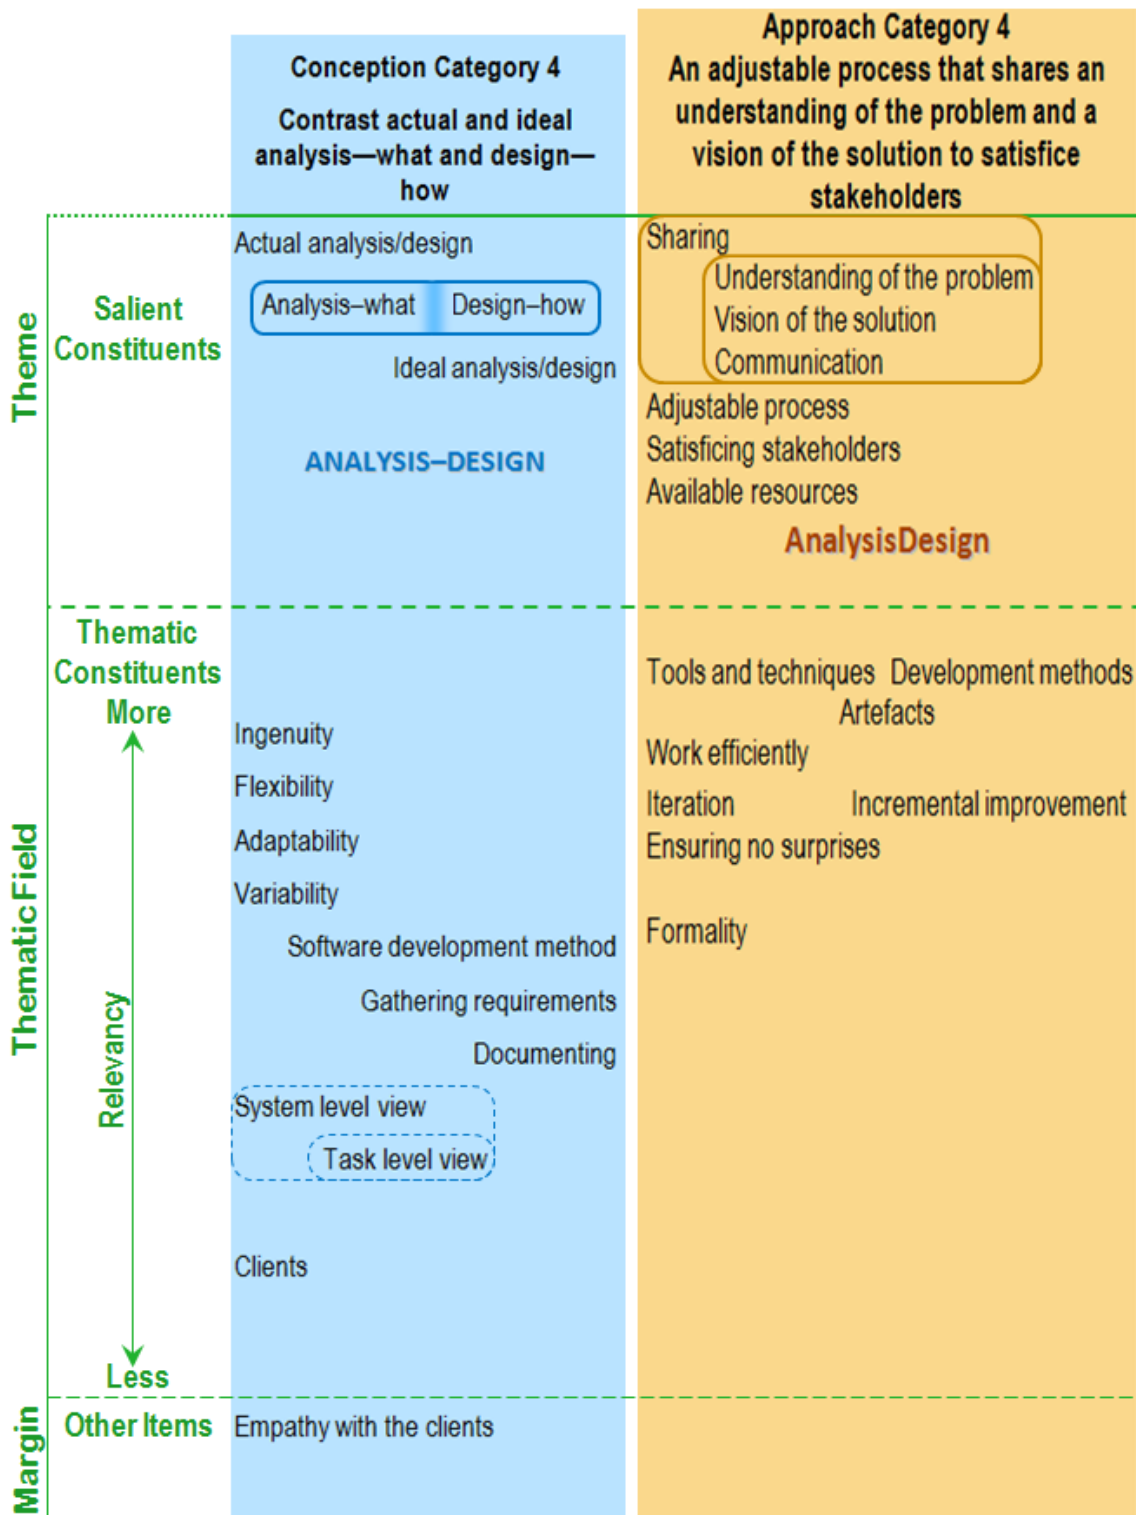 Conception Category 4
Contrast actual and ideal
analysis—what and design—
how
Approach Category 4
An adjustable process that shares an
understanding of the problem and a
vision of the solution to satisfice
stakeholders
Theme
Salient
Constituents
Actual analysis/design
Analysis–what
Design–how
Ideal analysis/design
ANALYSIS–DESIGN
Sharing
Understanding of the problem
Vision of the solution
Communication
Adjustable process
Satisficing stakeholders
Available resources
AnalysisDesign
Thematic Field
Thematic
Constituents
More
Relevancy
Less
Ingenuity
Flexibility
Adaptability
Variability
Software development method
Gathering requirements
Documenting
System level view
Task level view
Clients
Tools and techniques
Development methods
Artefacts
Work efficiently
Iteration
Incremental improvement
Ensuring no surprises
Formality
Margin
Other Items
Empathy with the clients